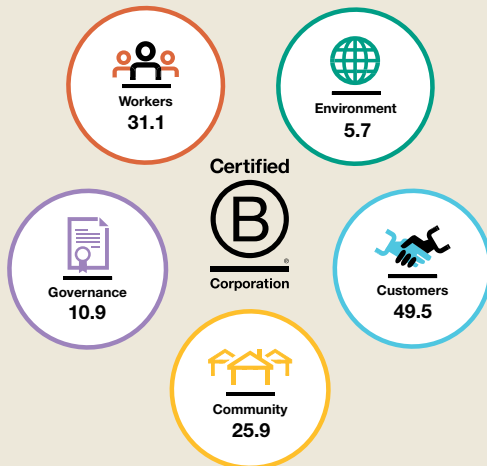 Workers
31.1
Environment
5.7
Certified
B
®
Corporation
Governance
10.9
Customers
49.5
Community
25.9